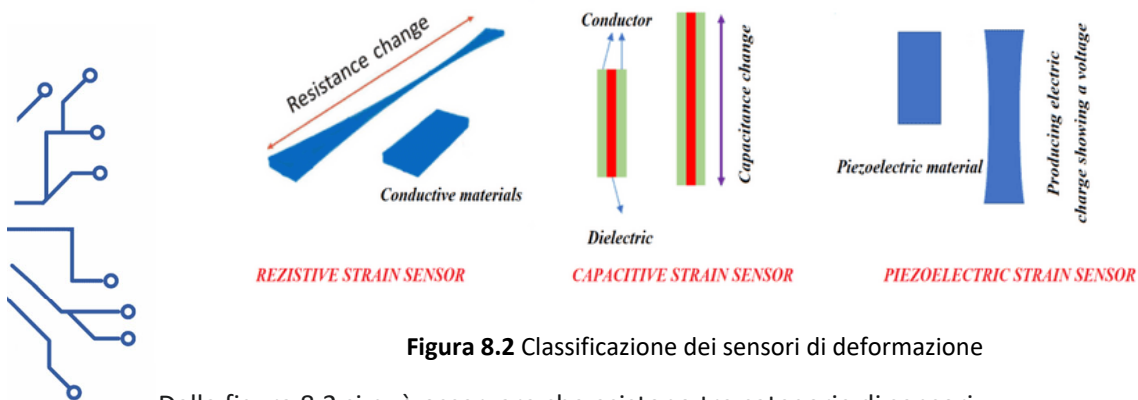 Resistance change
Conductive materials
REZISTIVE STRAIN SENSOR
Conductor
Capacitance change
Dielectric
CAPACITIVE STRAIN SENSOR
Piezoelectric material
Producing electric
charge showing a voltage
PIEZOELECTRIC STRAIN SENSOR
Figura 8.2 Classificazione dei sensori di deformazione